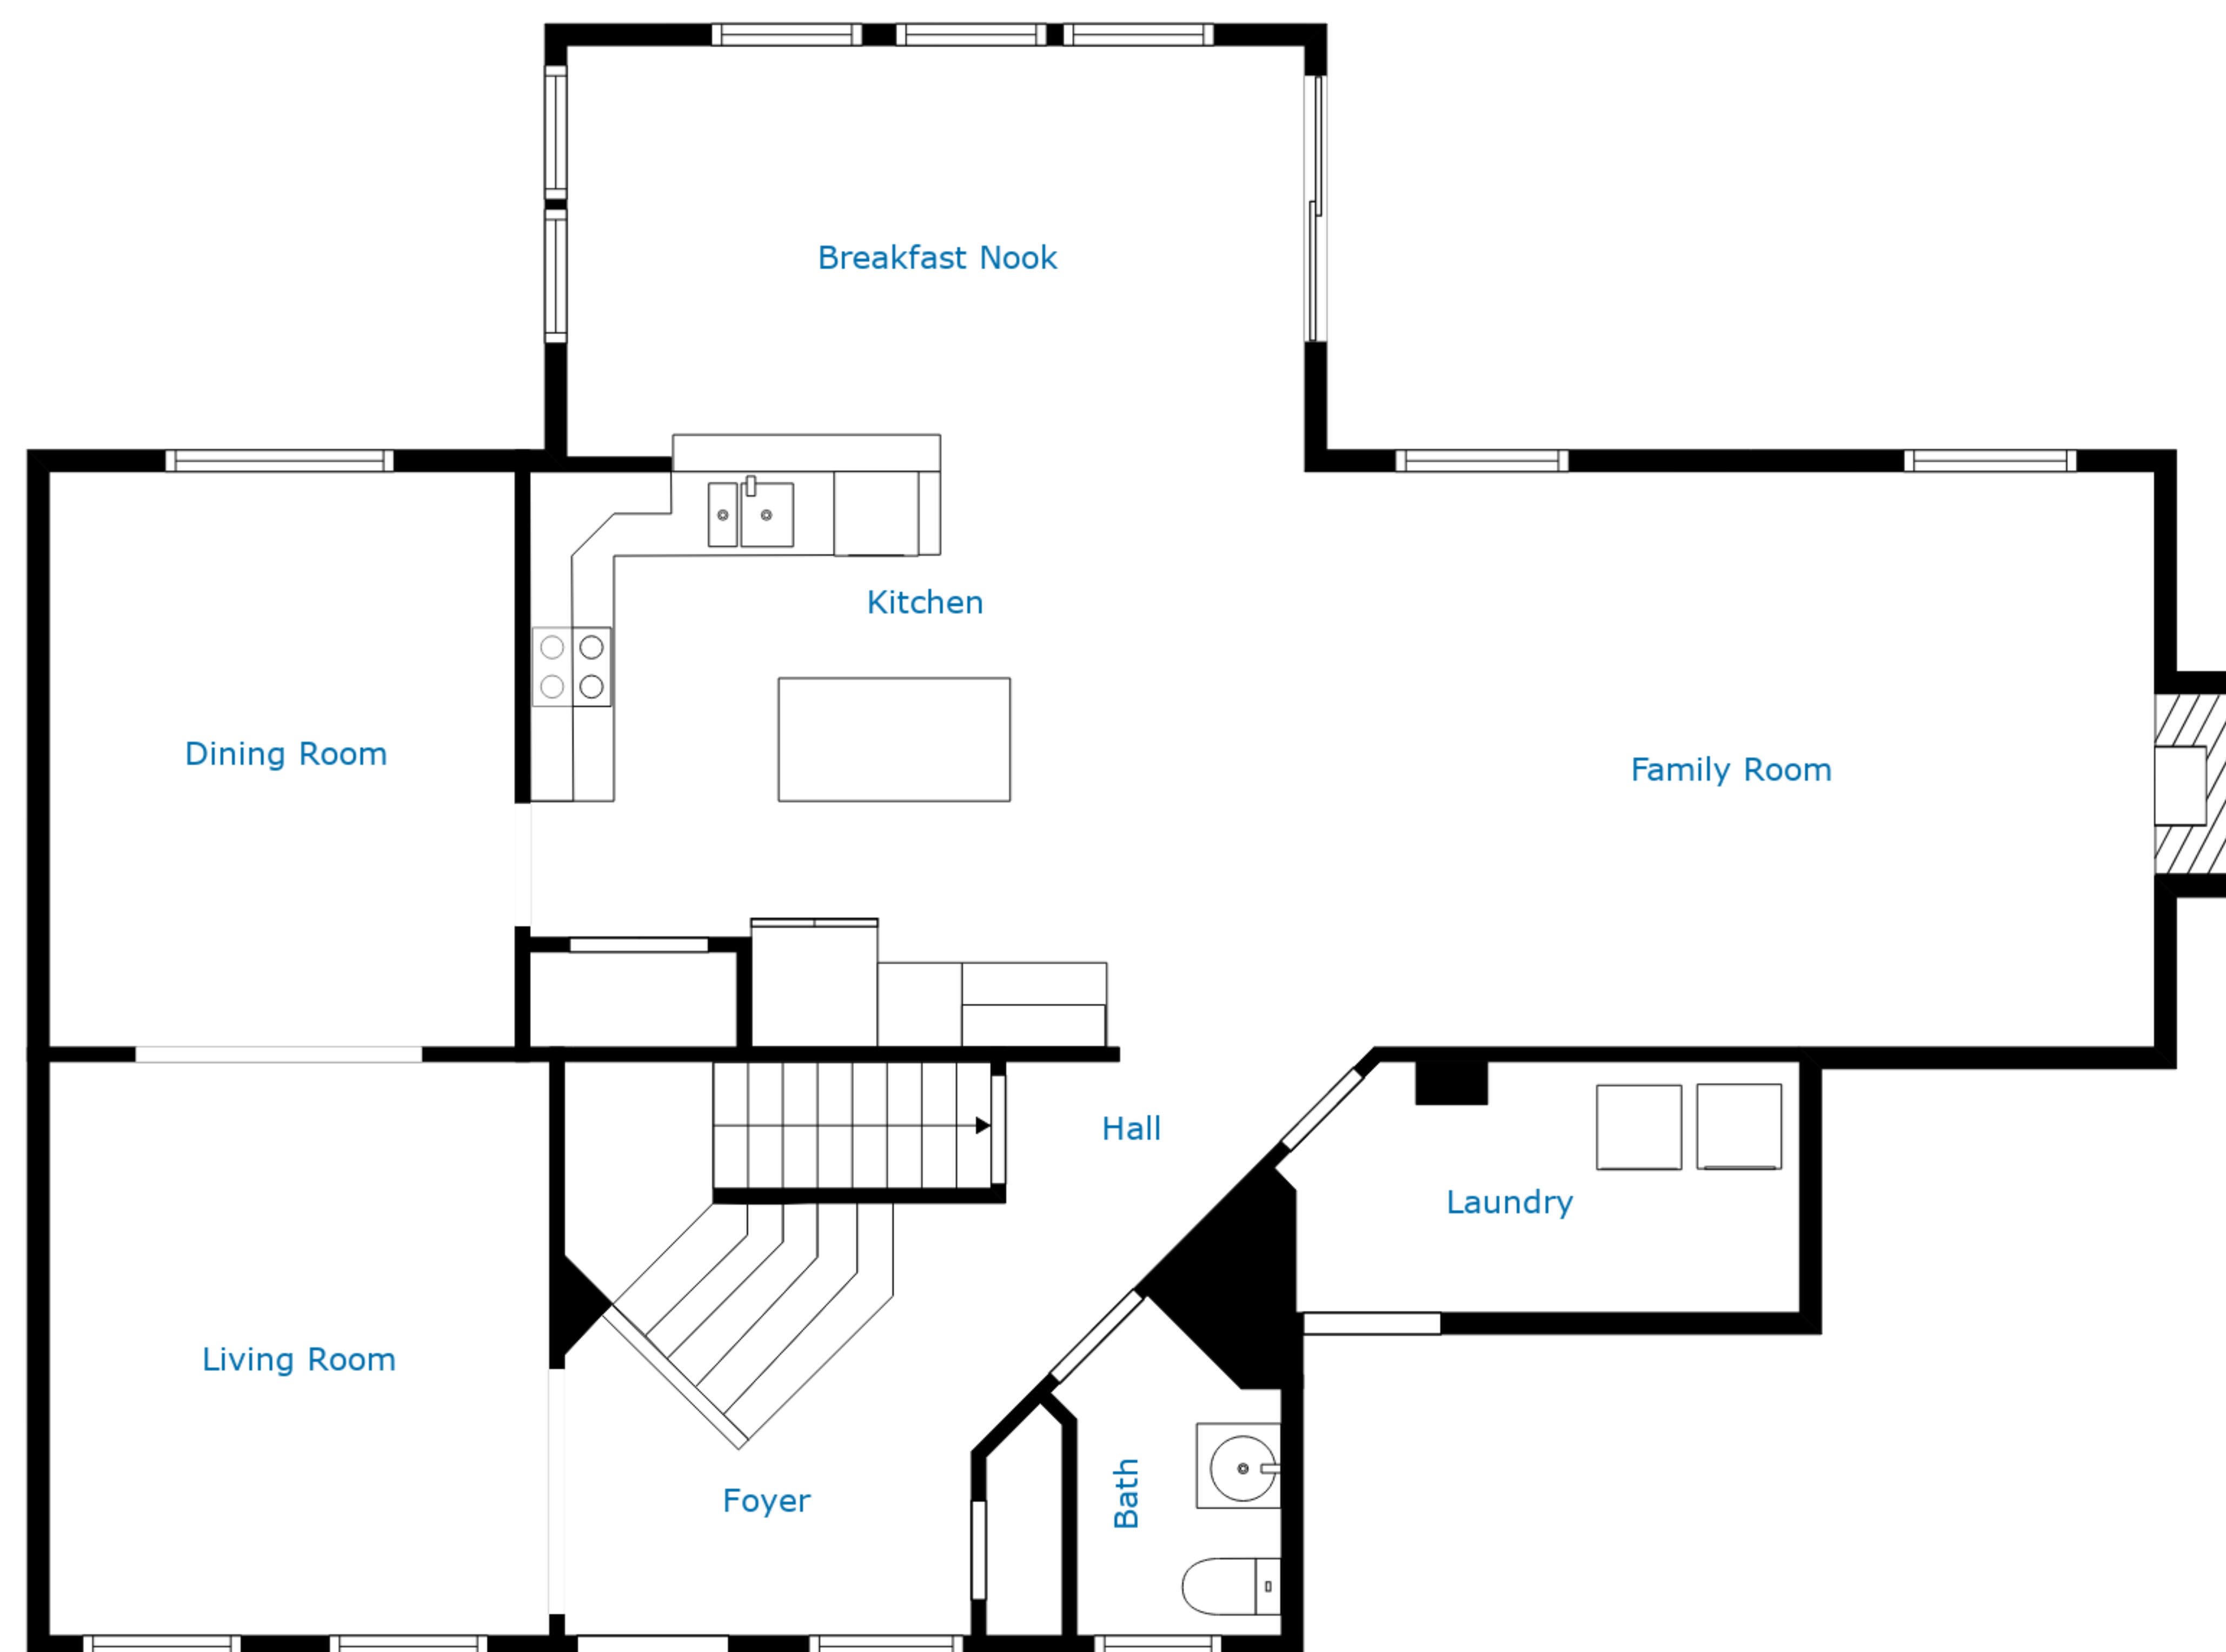 Breakfast Nook
Kitchen
Dining Room
Family Room
Hall
Laundry
Living Room
Bath
Foyer